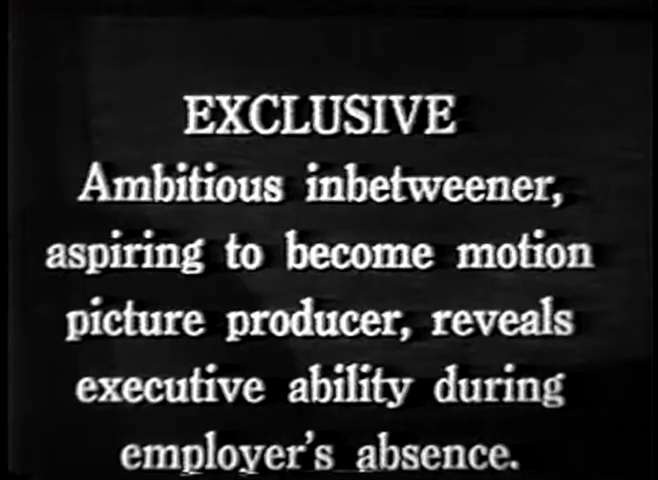 EXCLUSIVE
Ambitious inbetweener,
aspiring to become motion
picture producer, reveals
executive ability during
employer's absence.